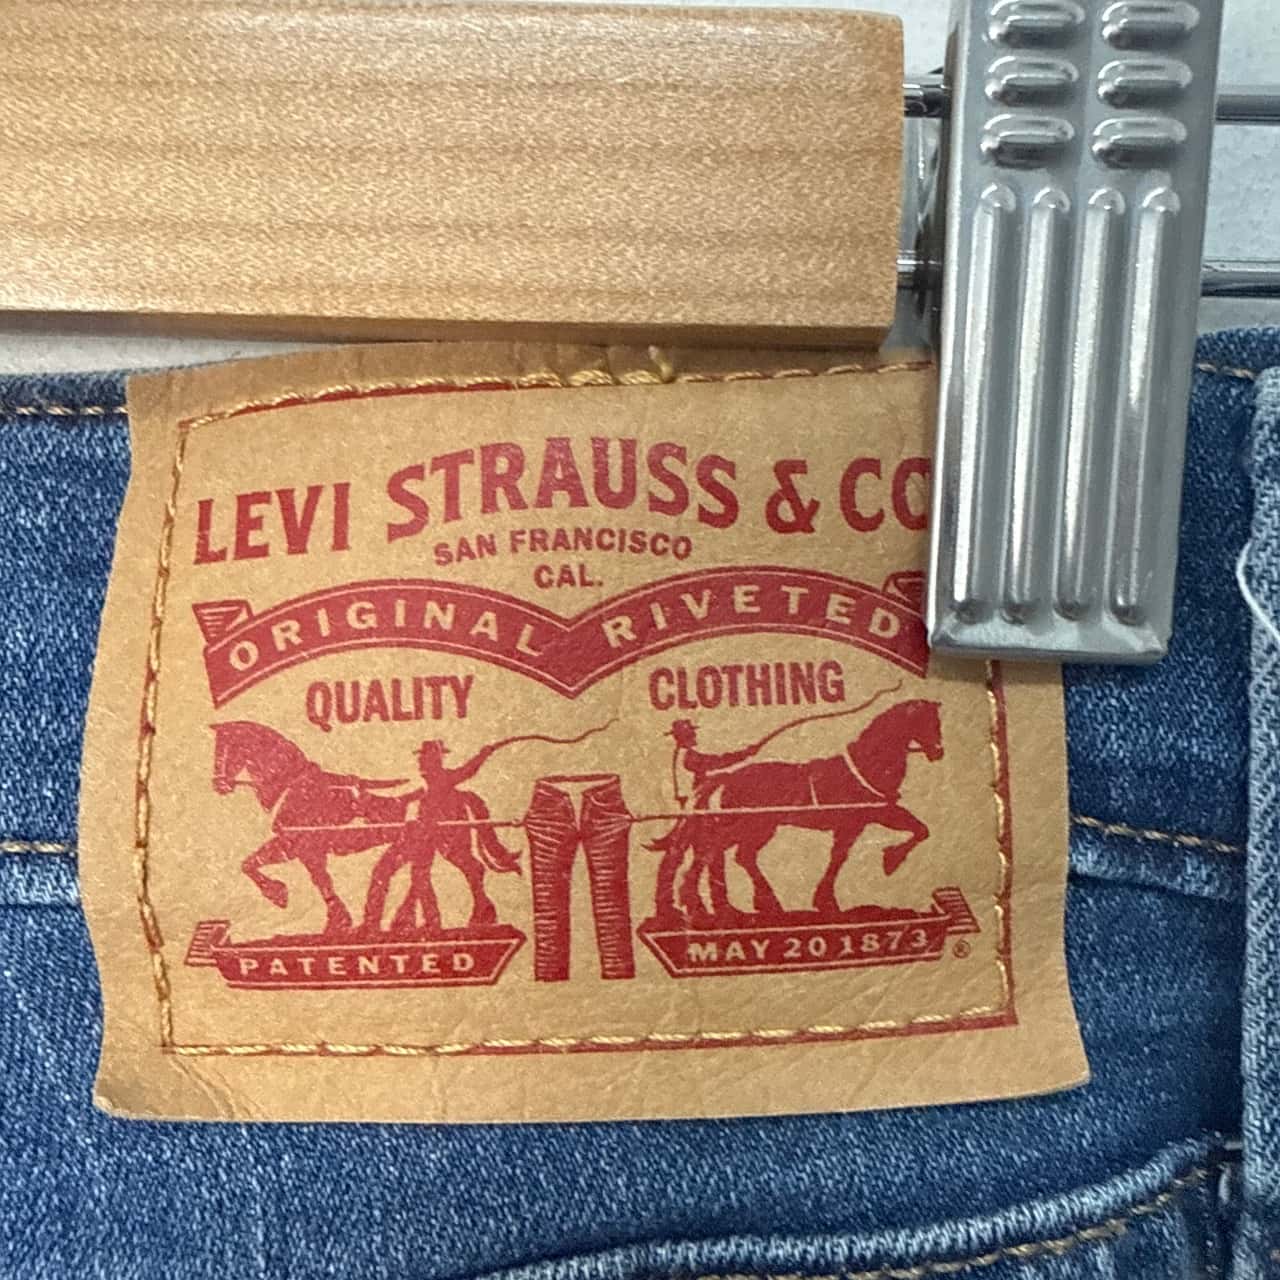 LEVI STRAUSS & CO
SAN FRANCISCO
CAL.
ORIGINAL RIVETED
QUALITY CLOTHING
PATENTED MAY 20 1873 ®